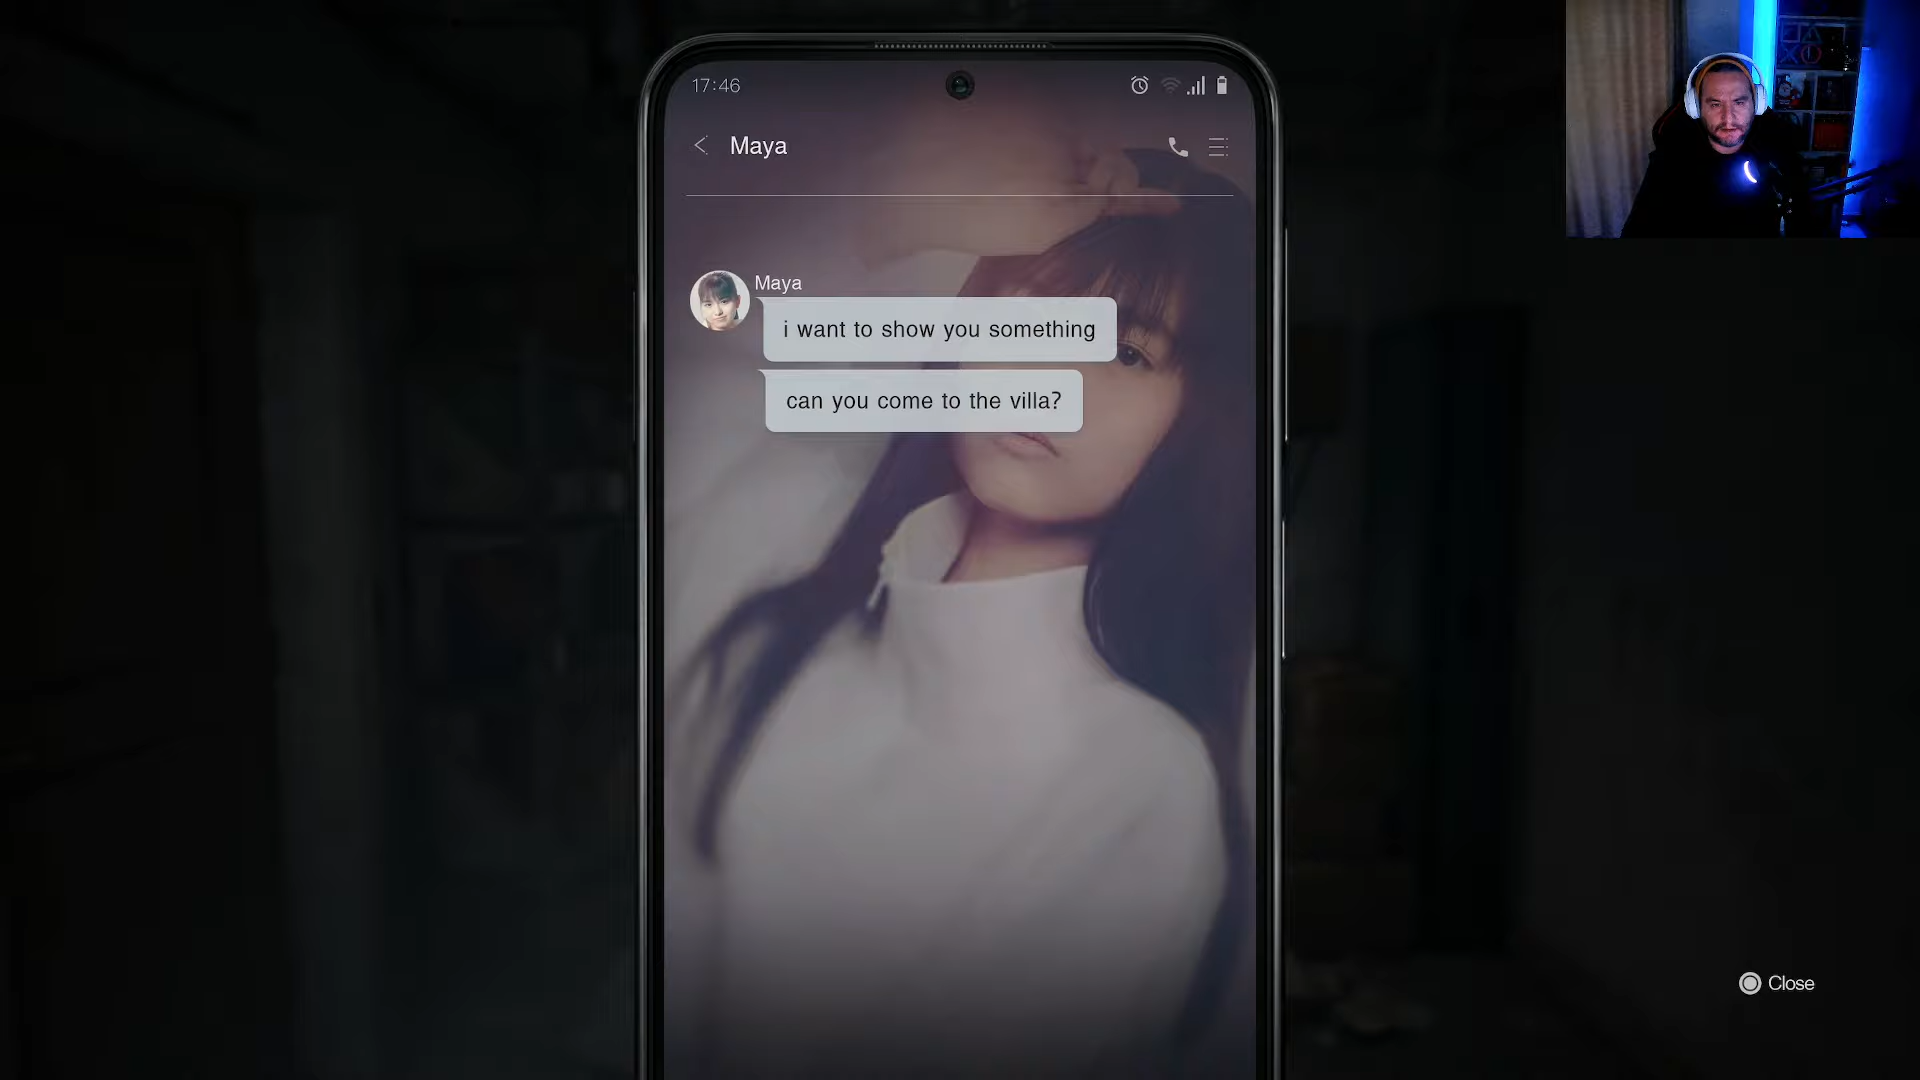 17:46
Maya
Maya
i want to show you something
can you come to the villa?
Close